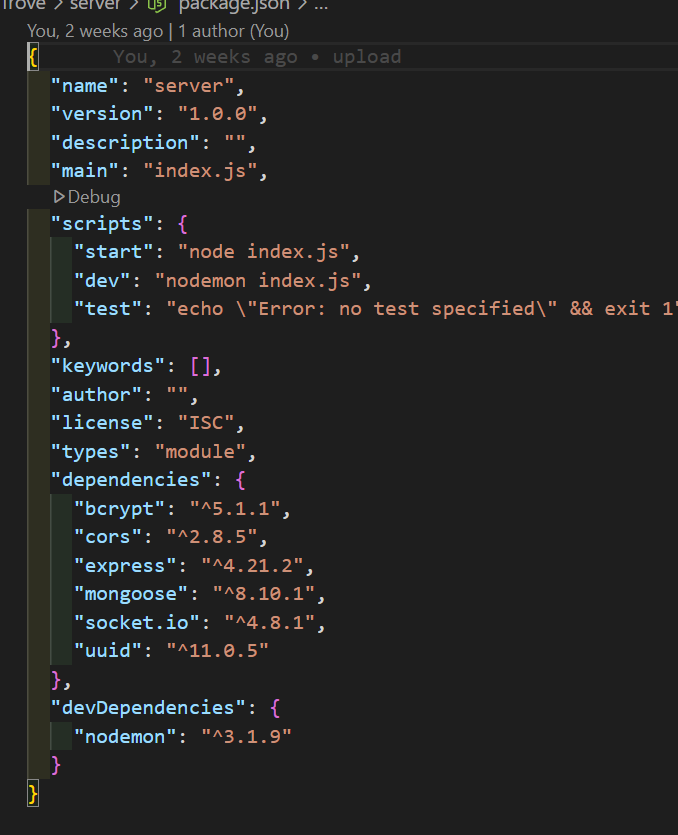 Trove > server > package.json > ...
You, 2 weeks ago | 1 author (You)
{ You, 2 weeks ago • upload
"name": "server",
"version": "1.0.0",
"description": "",
"main": "index.js",
Debug
"scripts": {
"start": "node index.js",
"dev": "nodemon index.js",
"test": "echo \"Error: no test specified\" && exit 1"
},
"keywords": [],
"author": "",
"license": "ISC",
"types": "module",
"dependencies": {
"bcrypt": "^5.1.1",
"cors": "^2.8.5",
"express": "^4.21.2",
"mongoose": "^8.10.1",
"socket.io": "^4.8.1",
"uuid": "^11.0.5"
},
"devDependencies": {
"nodemon": "^3.1.9"
}
}